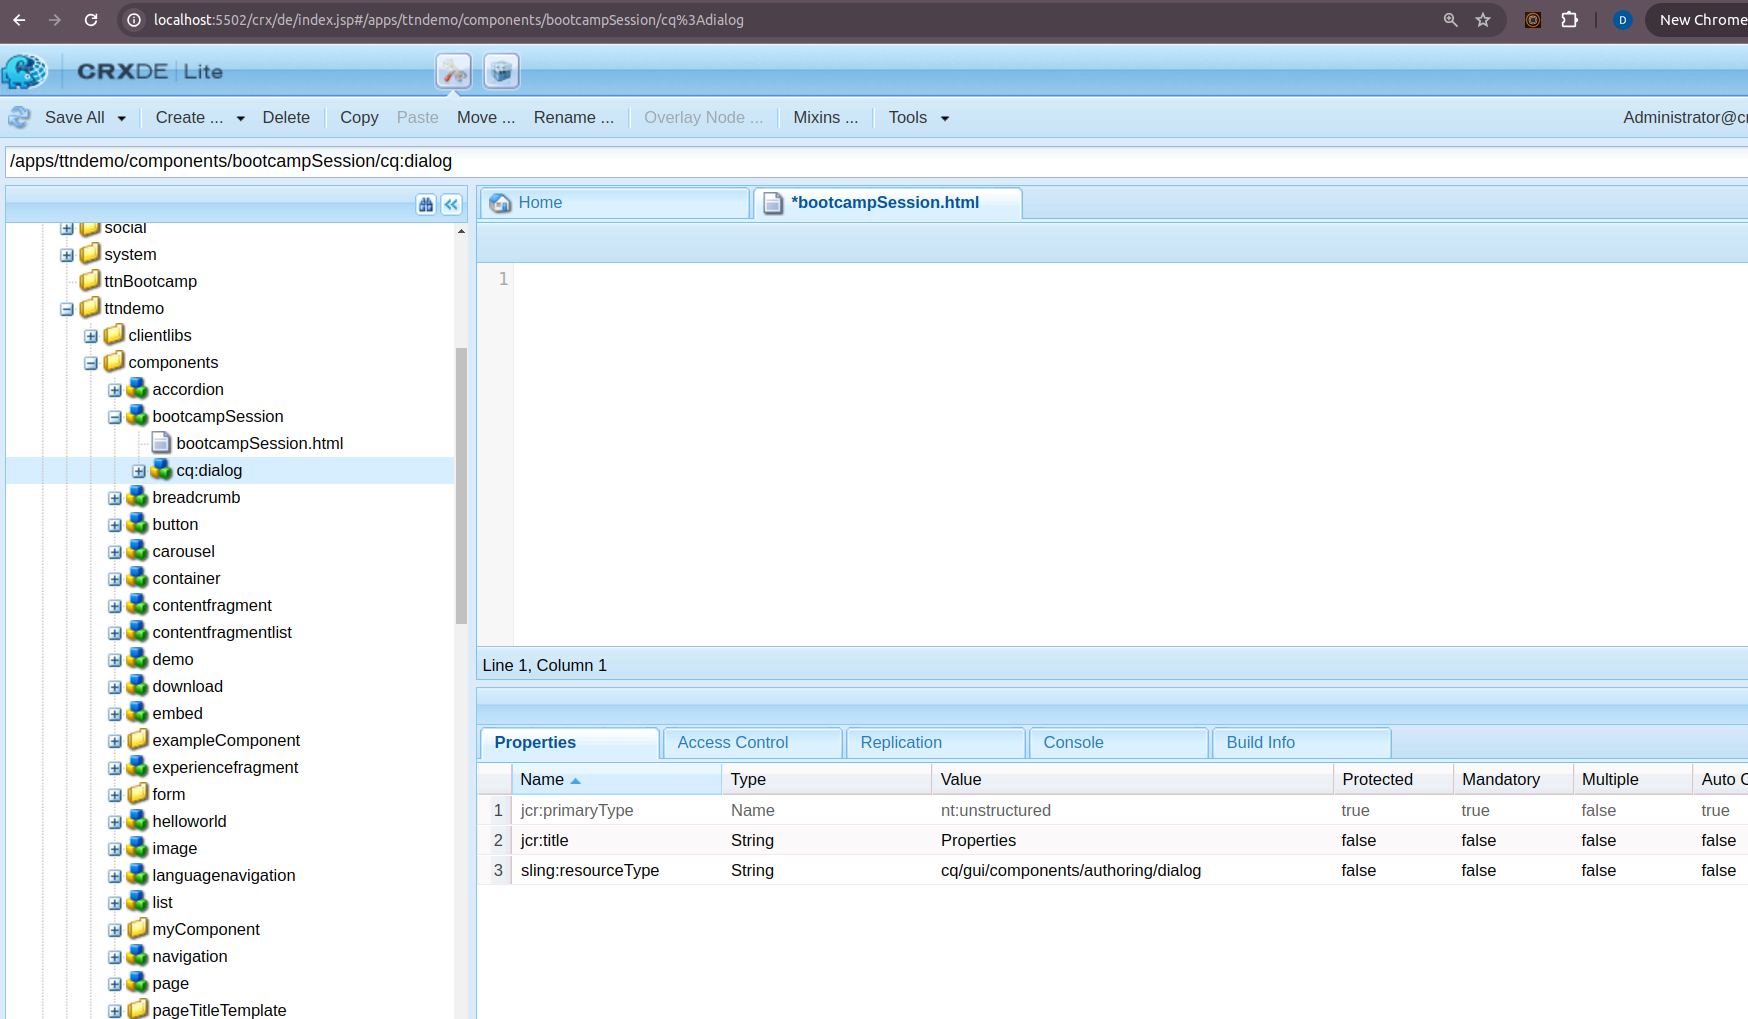 localhost:5502/crx/de/index.jsp#/apps/ttndemo/components/bootcampSession/cq%3Adialog
D
New Chrome
CRXDE Lite
Save All
Create ...
Delete
Copy
Paste
Move ...
Rename ...
Overlay Node ...
Mixins ...
Tools
Administrator@cr
/apps/ttndemo/components/bootcampSession/cq:dialog
social
system
ttnBootcamp
ttndemo
clientlibs
components
accordion
bootcampSession
bootcampSession.html
cq:dialog
breadcrumb
button
carousel
container
contentfragment
contentfragmentlist
demo
download
embed
exampleComponent
experiencefragment
form
helloworld
image
languagenavigation
list
myComponent
navigation
page
pageTitleTemplate
Home
*bootcampSession.html
1
Line 1, Column 1
Properties
Access Control
Replication
Console
Build Info
Name Type Value Protected Mandatory Multiple Auto C
1 jcr:primaryType Name nt:unstructured true true false true
2 jcr:title String Properties false false false false
3 sling:resourceType String cq/gui/components/authoring/dialog false false false false